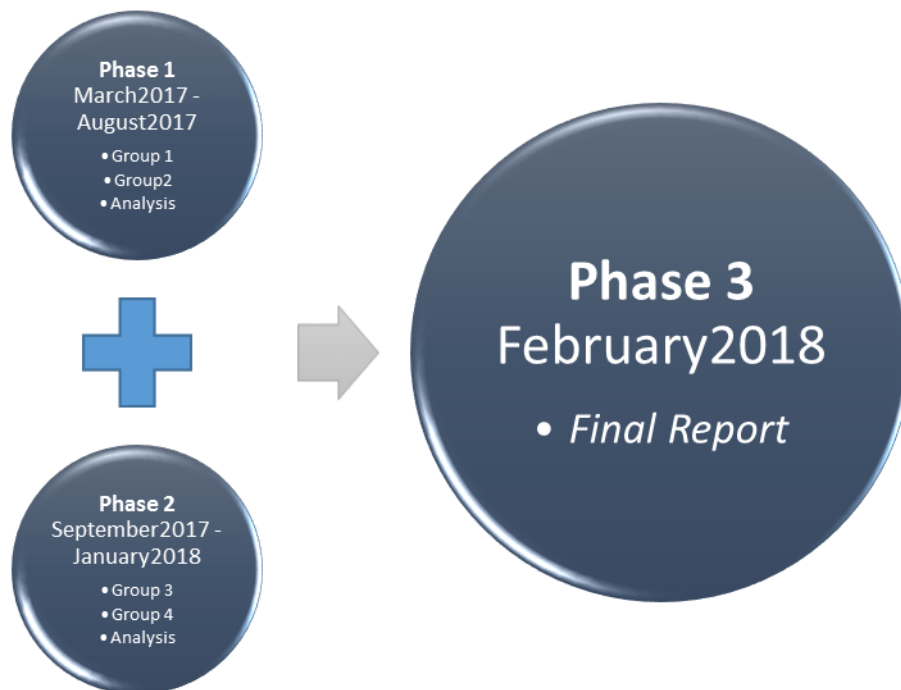 Phase 1
March2017 -
August2017
• Group 1
• Group2
• Analysis
Phase 2
September2017 -
January2018
• Group 3
• Group 4
• Analysis
Phase 3
February2018
• Final Report